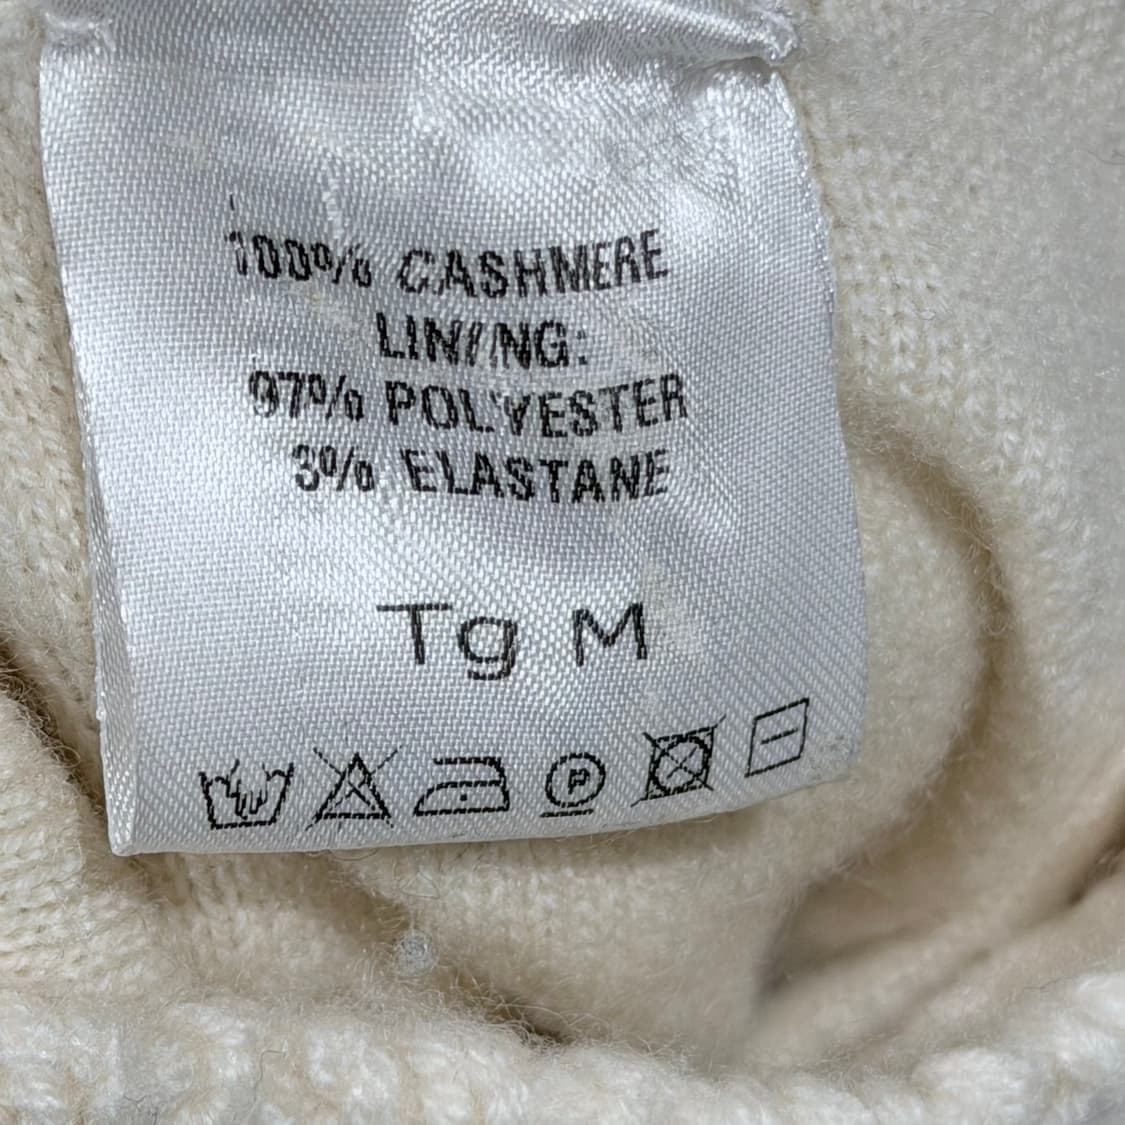 100% CASHMERE
LINING:
97% POLYESTER
3% ELASTANE
Tg M
P